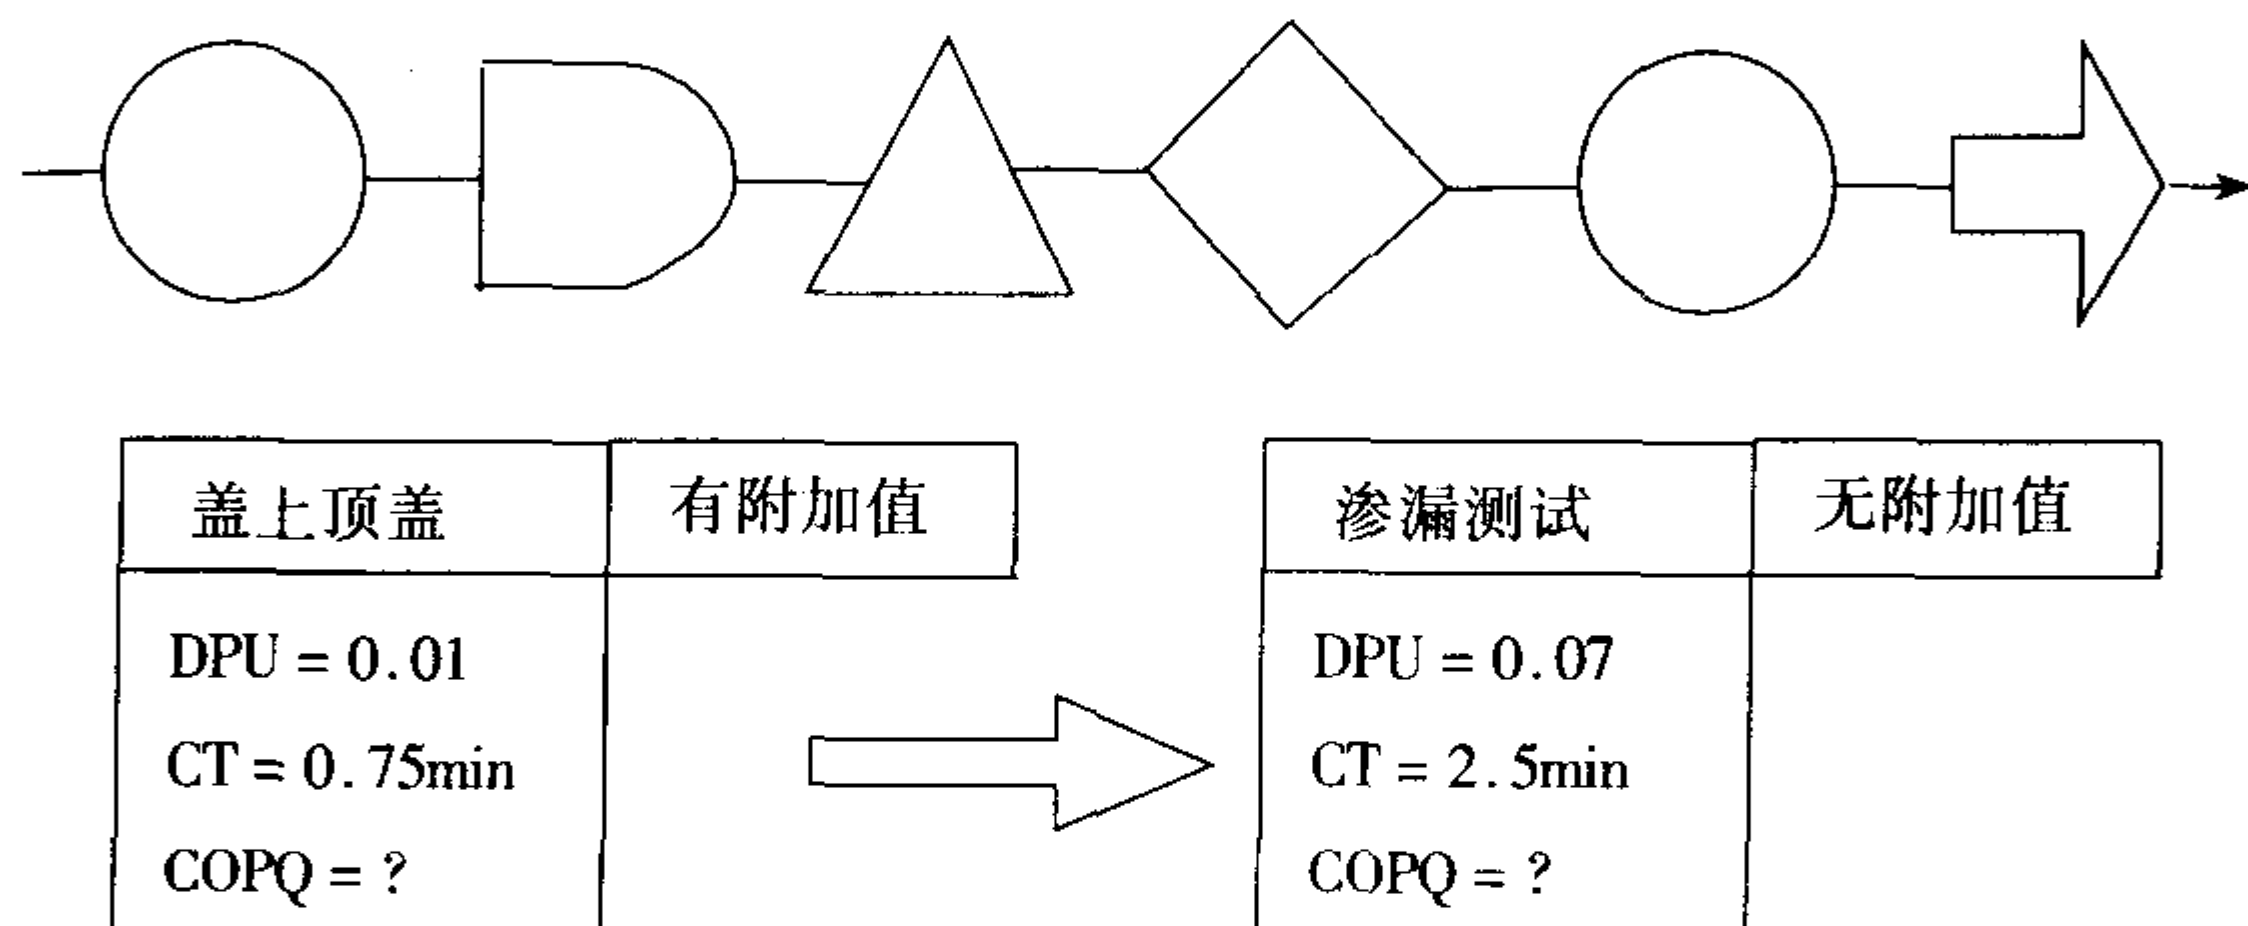 盖上顶盖 有附加值
DPU = 0.01
CT = 0.75min
COPQ = ?
渗漏测试 无附加值
DPU = 0.07
CT = 2.5min
COPQ = ?